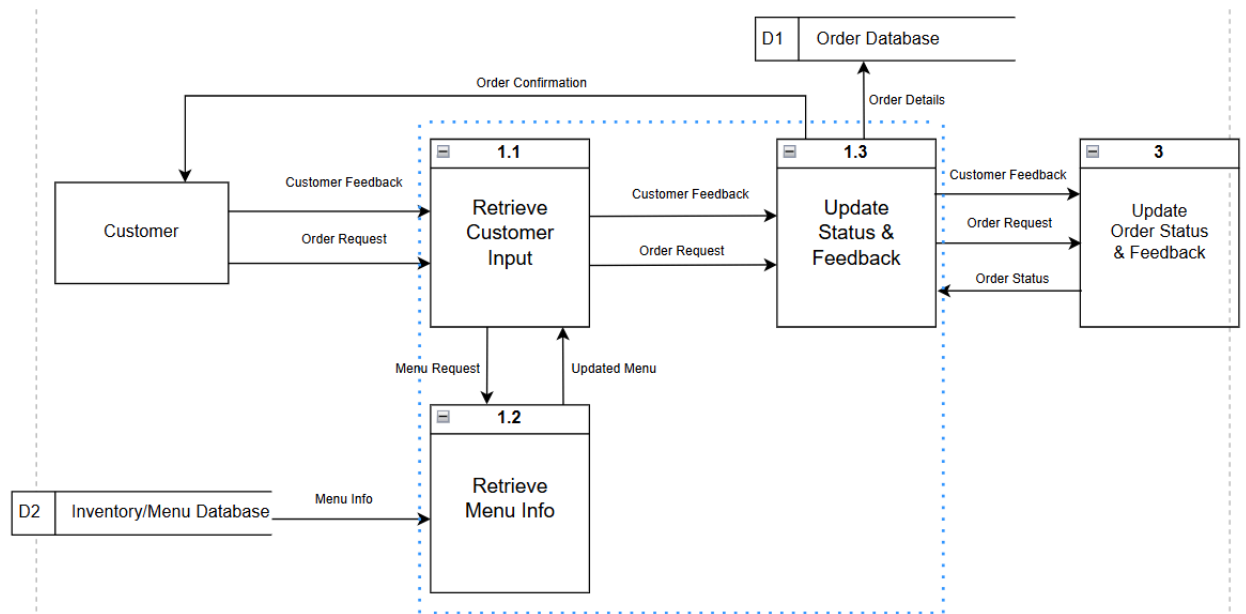 D1 Order Database
Order Confirmation
Order Details
1.1
1.3
3
Customer
Customer Feedback
Order Request
Retrieve
Customer
Input
Customer Feedback
Order Request
Update
Status &
Feedback
Customer Feedback
Order Request
Order Status
Update
Order Status
& Feedback
Menu Request
Updated Menu
1.2
Retrieve
Menu Info
D2 Inventory/Menu Database
Menu Info